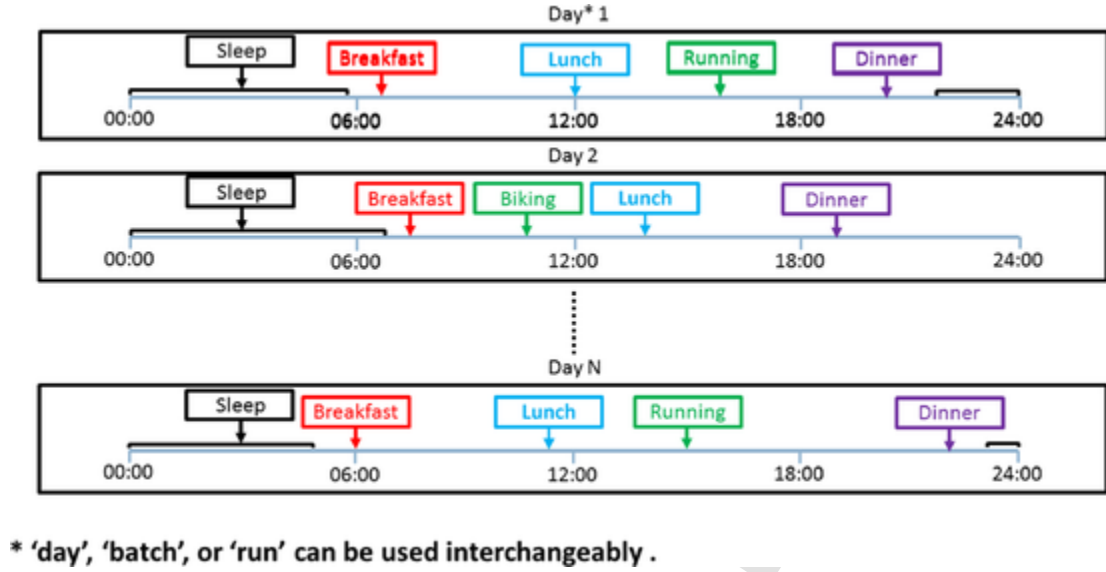 Day* 1
Sleep Breakfast Lunch Running Dinner
00:00 06:00 12:00 18:00 24:00
Day 2
Sleep Breakfast Biking Lunch Dinner
00:00 06:00 12:00 18:00 24:00
Day N
Sleep Breakfast Lunch Running Dinner
00:00 06:00 12:00 18:00 24:00
* ‘day’, ‘batch’, or ‘run’ can be used interchangeably .